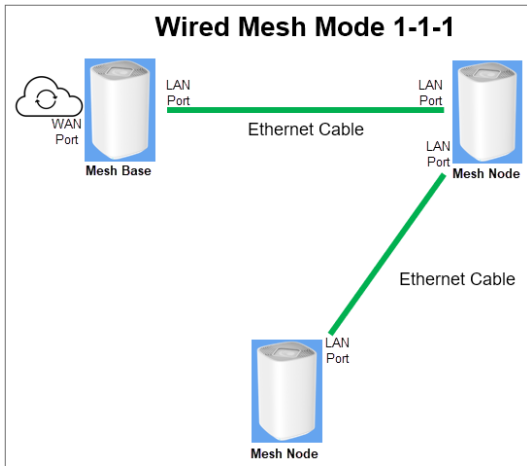 Wired Mesh Mode 1-1-1
LAN
Port
LAN
Port
WAN
Port
Ethernet Cable
LAN
Port
Mesh Base
Mesh Node
Ethernet Cable
LAN
Port
Mesh Node